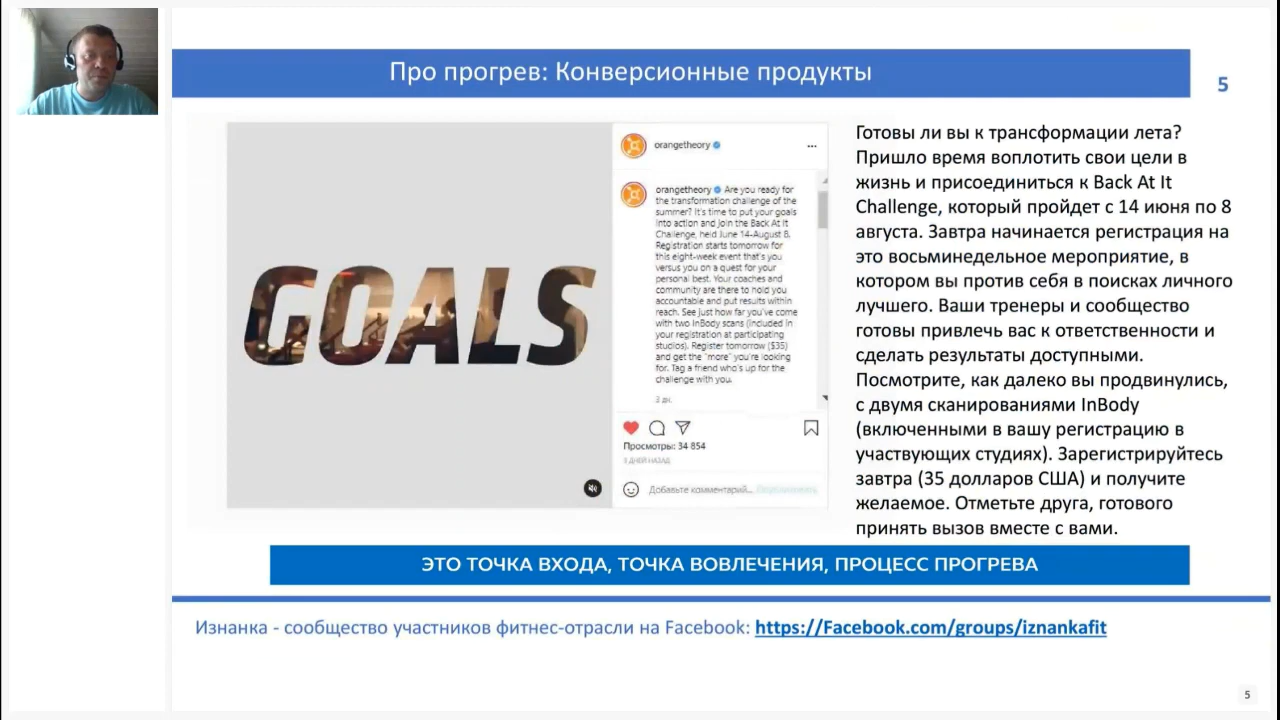 Про прогрев: Конверсионные продукты
5
GOALS
orangetheory
orangetheory Are you ready for
the transformation challenge of the
summer? It's time to put your goals
into action and join the Back At It
Challenge, held June 14-August 8.
Registration starts tomorrow for
this eight-week event that's you
versus you on a quest for your
personal best. Your coaches and
community are there to hold you
accountable and put results within
reach. See just how far you've come
with two InBody scans (included in
your registration at participating
studios). Register tomorrow ($35)
and get the "more" you're looking
for. Tag a friend who's up for the
challenge with you.
3 дн.
Просмотры: 34 854
3 ДНЕЙ НАЗАД
Добавьте комментарий...
Готовы ли вы к трансформации лета?
Пришло время воплотить свои цели в
жизнь и присоединиться к Back At It
Challenge, который пройдет с 14 июня по 8
августа. Завтра начинается регистрация на
это восьминедельное мероприятие, в
котором вы против себя в поисках личного
лучшего. Ваши тренеры и сообщество
готовы привлечь вас к ответственности и
сделать результаты доступными.
Посмотрите, как далеко вы продвинулись,
с двумя сканированиями InBody
(включенными в вашу регистрацию в
участвующих студиях). Зарегистрируйтесь
завтра (35 долларов США) и получите
желаемое. Отметьте друга, готового
принять вызов вместе с вами.
ЭТО ТОЧКА ВХОДА, ТОЧКА ВОВЛЕЧЕНИЯ, ПРОЦЕСС ПРОГРЕВА
Изнанка - сообщество участников фитнес-отрасли на Facebook: https://Facebook.com/groups/iznankafit
5